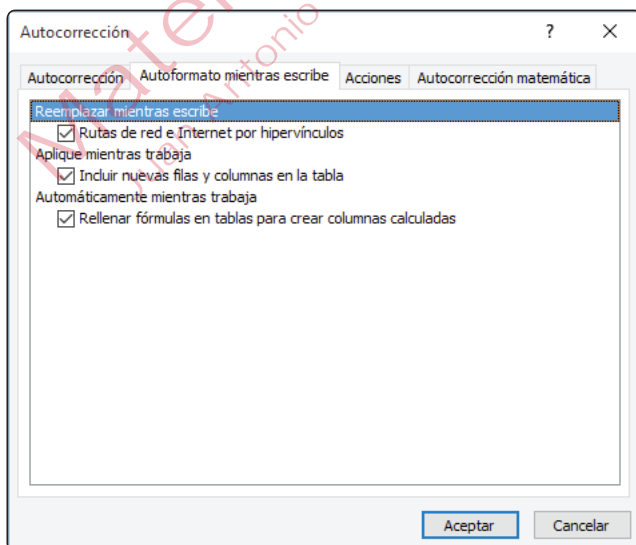 Autocorrección ? ×
Autocorrección Autoformato mientras escribe Acciones Autocorrección matemática
Reemplazar mientras escribe
Rutas de red e Internet por hipervínculos
Aplique mientras trabaja
Incluir nuevas filas y columnas en la tabla
Automáticamente mientras trabaja
Rellenar fórmulas en tablas para crear columnas calculadas
Aceptar Cancelar
Juan Antonio